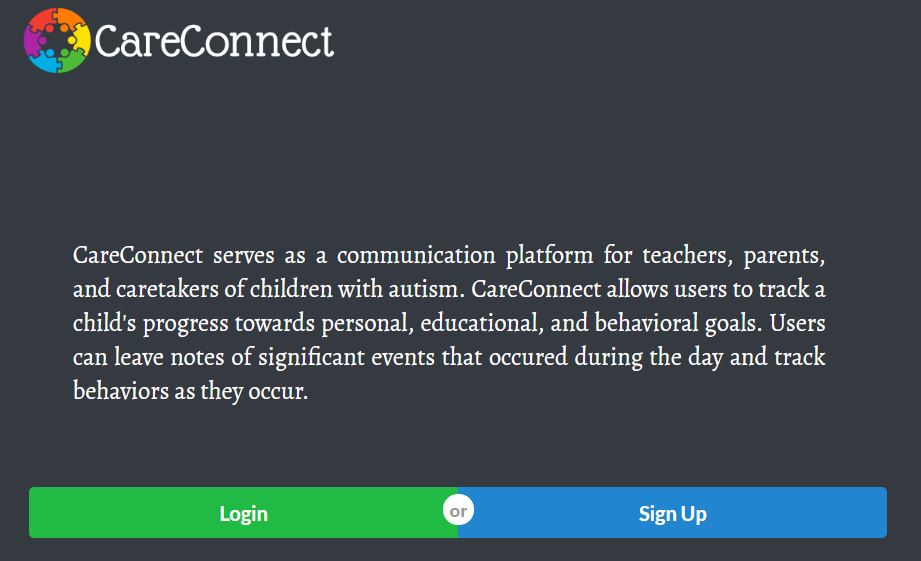 CareConnect
CareConnect serves as a communication platform for teachers, parents,
and caretakers of children with autism. CareConnect allows users to track a
child's progress towards personal, educational, and behavioral goals. Users
can leave notes of significant events that occured during the day and track
behaviors as they occur.
Login or Sign Up